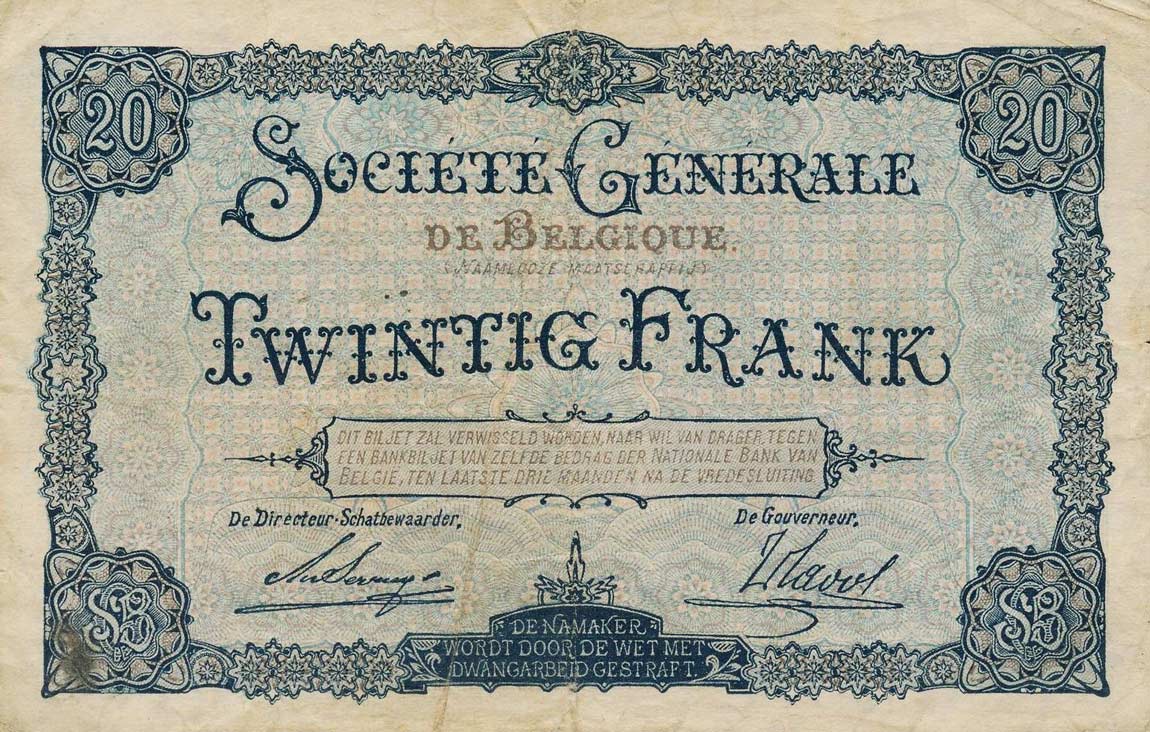 20 20
SOCIÉTÉ GÉNÉRALE
DE BELGIQUE.
NAAMLOOZE MAATSCHAPPIJ
TWINTIG FRANK
DIT BILJET ZAL VERWISSELD WORDEN, NAAR WIL VAN DRAGER, TEGEN
EEN BANKBILJET VAN ZELFDE BEDRAG DER NATIONALE BANK VAN
BELGIE, TEN LAATSTE DRIE MAANDEN NA DE VREDESLUITING
De Directeur-Schatbewaarder, De Gouverneur,
DE NAMAKER
WORDT DOOR DE WET MET
DWANGARBEID GESTRAFT.